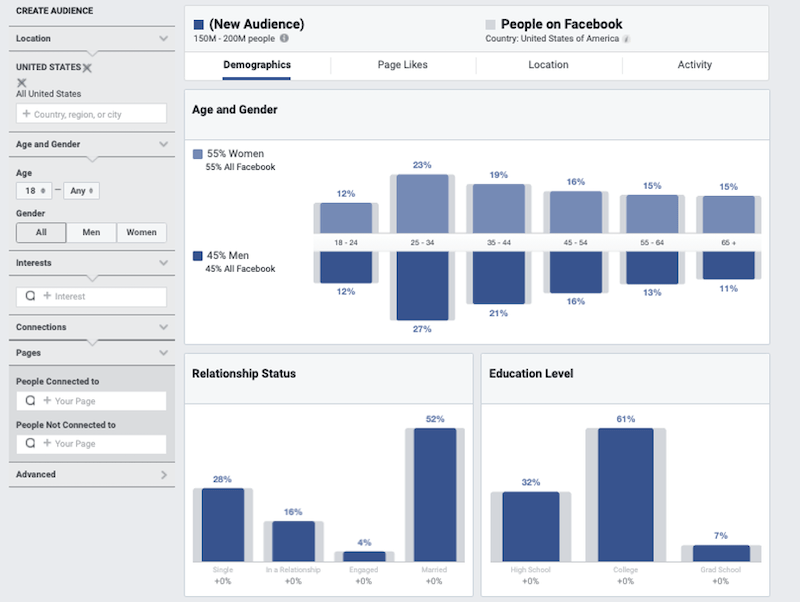 CREATE AUDIENCE
Location
UNITED STATES
All United States
+ Country, region, or city
Age and Gender
Age
18 — Any
Gender
All Men Women
Interests
+ Interest
Connections
Pages
People Connected to
+ Your Page
People Not Connected to
+ Your Page
Advanced
(New Audience)
150M - 200M people
People on Facebook
Country: United States of America
Demographics Page Likes Location Activity
Age and Gender
55% Women
55% All Facebook
12% 23% 19% 16% 15% 15%
18 - 24 25 - 34 35 - 44 45 - 54 55 - 64 65 +
45% Men
45% All Facebook
12% 27% 21% 16% 13% 11%
Relationship Status
28% 16% 4% 52%
Single In a Relationship Engaged Married
+0% +0% +0% +0%
Education Level
32% 61% 7%
High School College Grad School
+0% +0% +0%